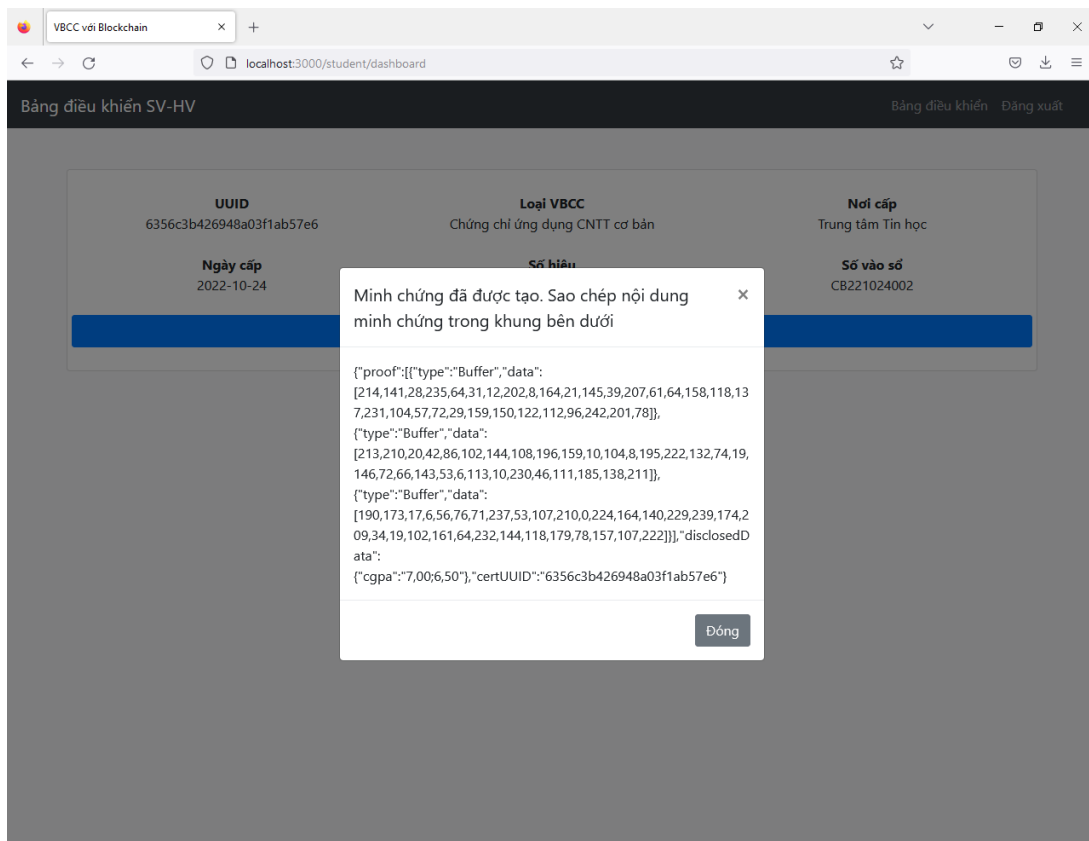 VBCC với Blockchain
localhost:3000/student/dashboard
Bảng điều khiển SV-HV
Bảng điều khiển Đăng xuất
UUID Loại VBCC Nơi cấp
6356c3b426948a03f1ab57e6 Chứng chỉ ứng dụng CNTT cơ bản Trung tâm Tin học
Ngày cấp Số hiệu Số vào sổ
2022-10-24 CB221024002
Minh chứng đã được tạo. Sao chép nội dung
minh chứng trong khung bên dưới
×
{"proof":[{"type":"Buffer","data":
[214,141,28,235,64,31,12,202,8,164,21,145,39,207,61,64,158,118,13
7,231,104,57,72,29,159,150,122,112,96,242,201,78]},
{"type":"Buffer","data":
[213,210,20,42,86,102,144,108,196,159,10,104,8,195,222,132,74,19,
146,72,66,143,53,6,113,10,230,46,111,185,138,211]},
{"type":"Buffer","data":
[190,173,17,6,56,76,71,237,53,107,210,0,224,164,140,229,239,174,2
09,34,19,102,161,64,232,144,118,179,78,157,107,222]}],"disclosedD
ata":
{"cgpa":"7,00;6,50"},"certUUID":"6356c3b426948a03f1ab57e6"}
Đóng